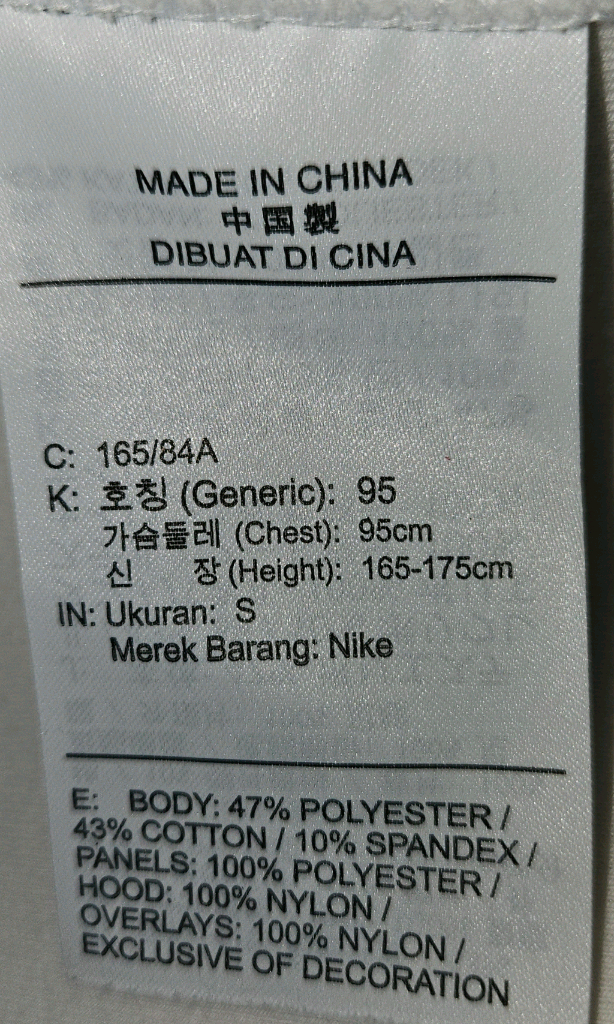 MADE IN CHINA
中国製
DIBUAT DI CINA
C: 165/84A
K: 호칭 (Generic): 95
가슴둘레 (Chest): 95cm
신 장 (Height): 165-175cm
IN: Ukuran: S
Merek Barang: Nike
E: BODY: 47% POLYESTER /
43% COTTON / 10% SPANDEX /
PANELS: 100% POLYESTER /
HOOD: 100% NYLON /
OVERLAYS: 100% NYLON /
EXCLUSIVE OF DECORATION